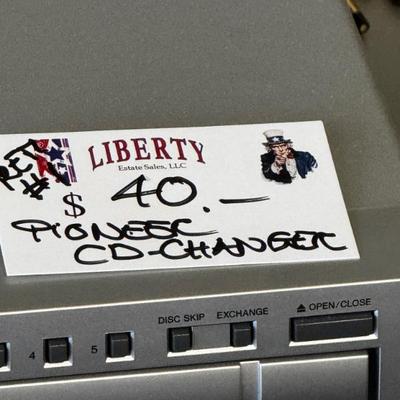 LIBERTY
Estate Sales, LLC
$ 40.—
PIONEER
CD-CHANGER
DISC SKIP EXCHANGE
OPEN/CLOSE
4 5